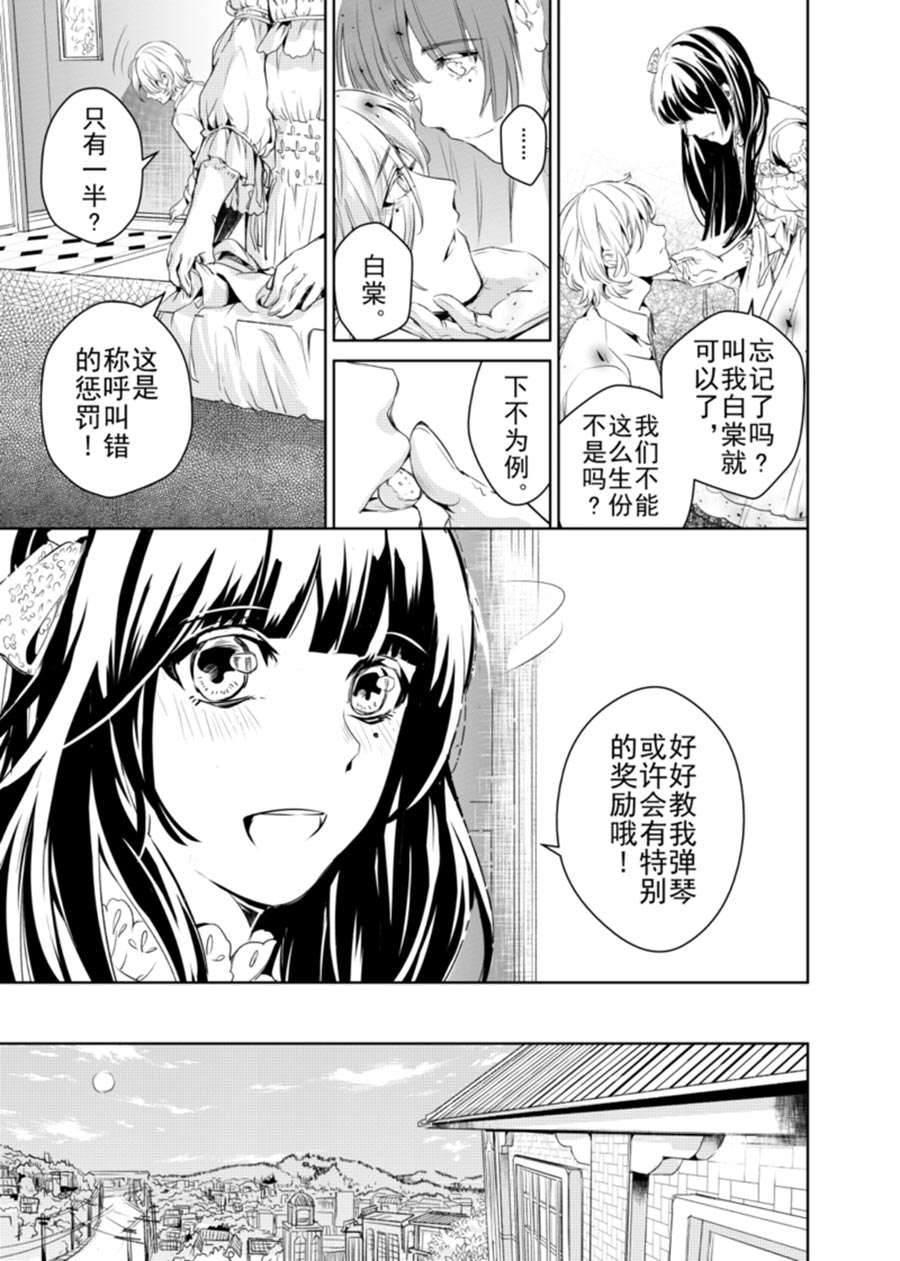 忘记了吗?
叫我白棠就
可以了,
我们不能
这么生份
不是吗?
……
白棠。
下不为例。
只有一半?
这是
称呼叫错
的惩罚!
好好教我弹琴
或许会有特别
的奖励哦!